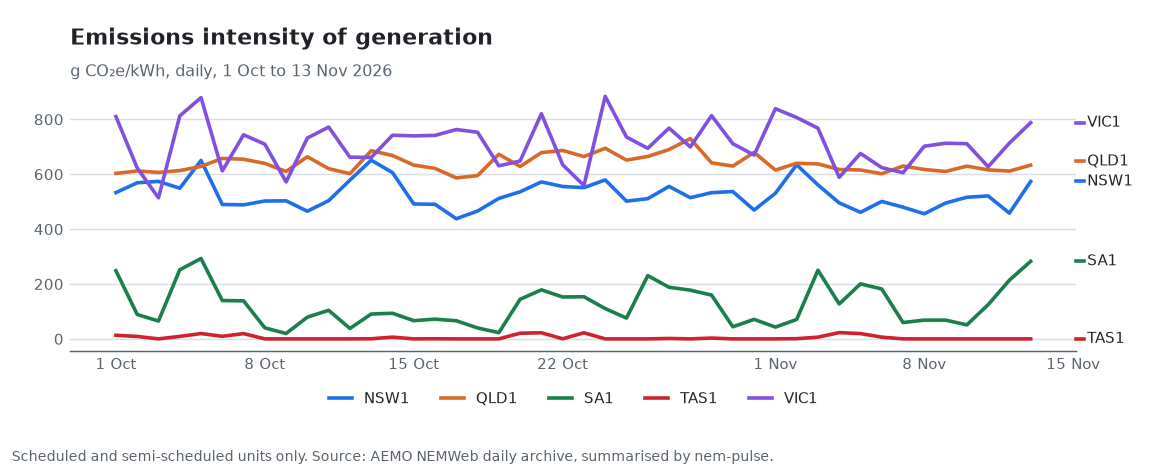 Emissions intensity of generation
g CO₂e/kWh, daily, 1 Oct to 13 Nov 2026
800
600
400
200
0
VIC1
QLD1
NSW1
SA1
TAS1
1 Oct 8 Oct 15 Oct 22 Oct 1 Nov 8 Nov 15 Nov
NSW1 QLD1 SA1 TAS1 VIC1
Scheduled and semi-scheduled units only. Source: AEMO NEMWeb daily archive, summarised by nem-pulse.